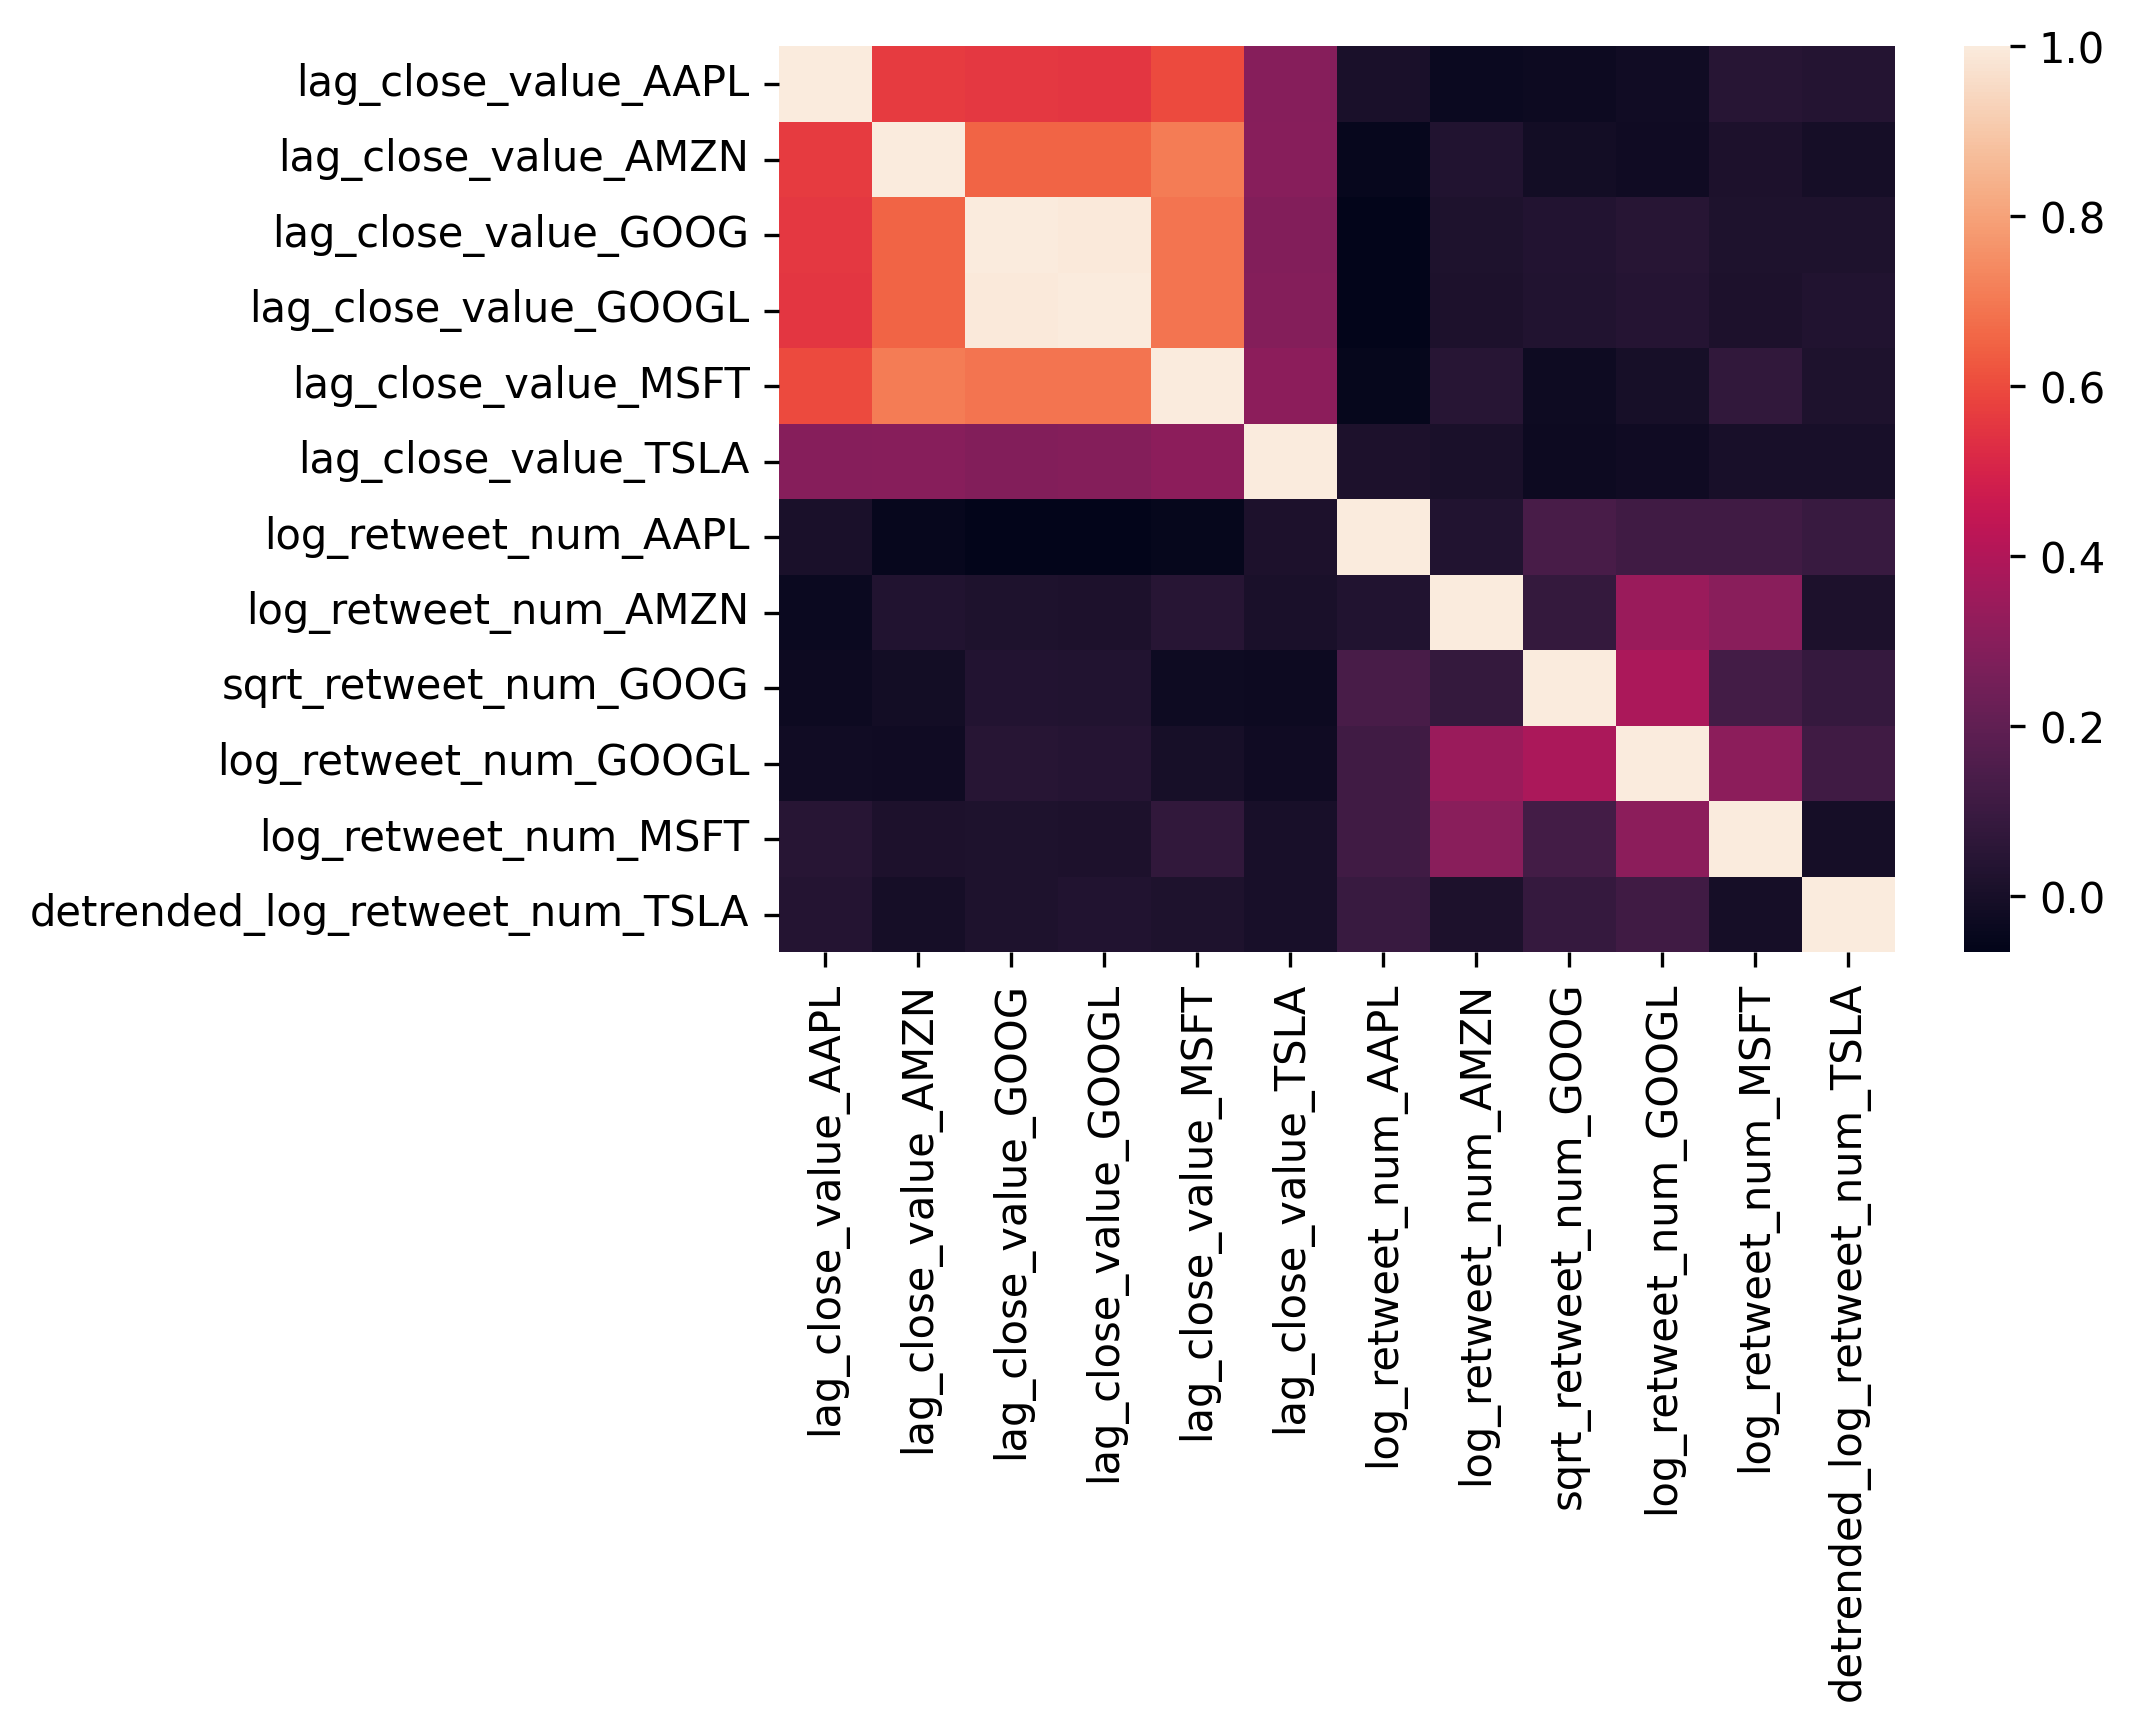 lag_close_value_AAPL
lag_close_value_AMZN
lag_close_value_GOOG
lag_close_value_GOOGL
lag_close_value_MSFT
lag_close_value_TSLA
log_retweet_num_AAPL
log_retweet_num_AMZN
sqrt_retweet_num_GOOG
log_retweet_num_GOOGL
log_retweet_num_MSFT
detrended_log_retweet_num_TSLA
lag_close_value_AAPL
lag_close_value_AMZN
lag_close_value_GOOG
lag_close_value_GOOGL
lag_close_value_MSFT
lag_close_value_TSLA
log_retweet_num_AAPL
log_retweet_num_AMZN
sqrt_retweet_num_GOOG
log_retweet_num_GOOGL
log_retweet_num_MSFT
detrended_log_retweet_num_TSLA
1.0
0.8
0.6
0.4
0.2
0.0